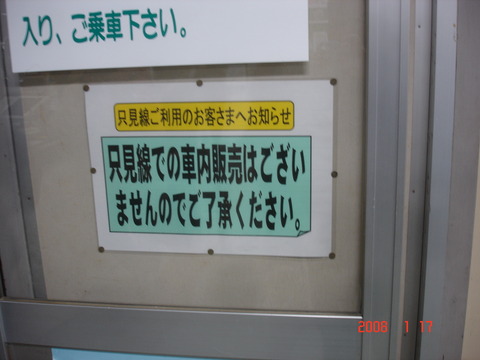 入り、ご乗車下さい。
只見線ご利用のお客さまへお知らせ
只見線での車内販売はござい
ませんのでご了承ください。
2008 1 17